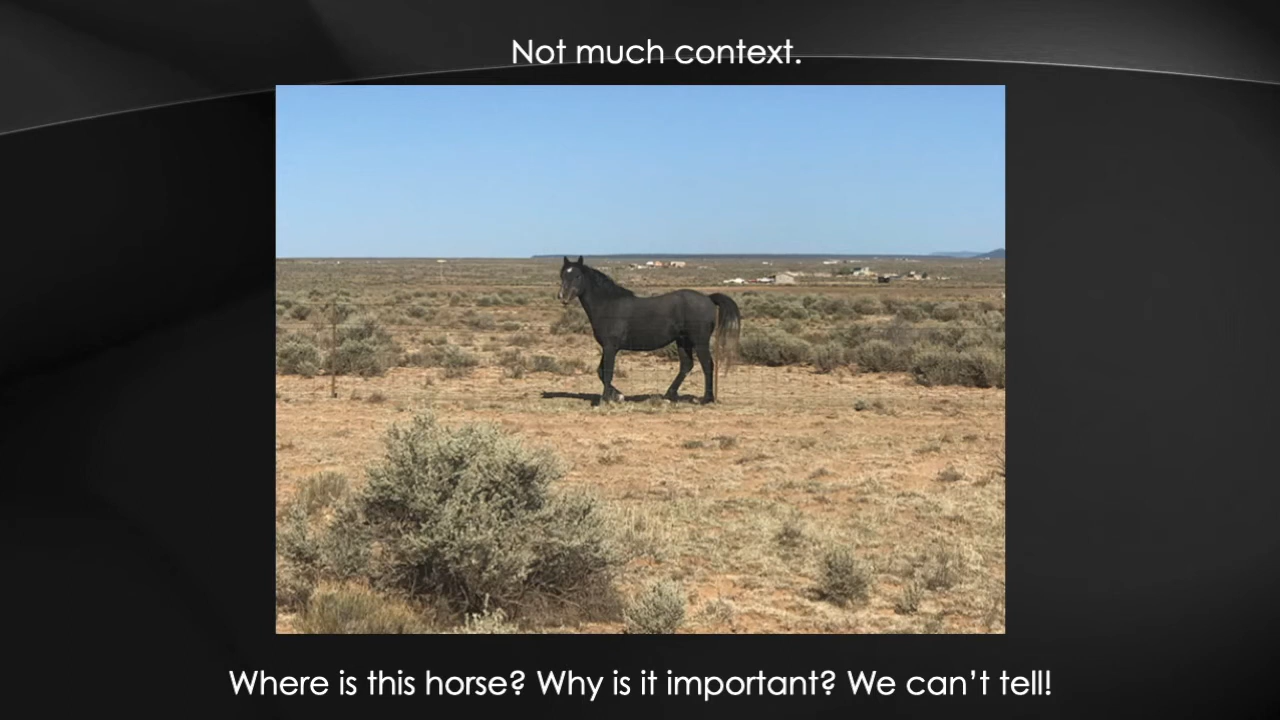 Not much context.
Where is this horse? Why is it important? We can't tell!